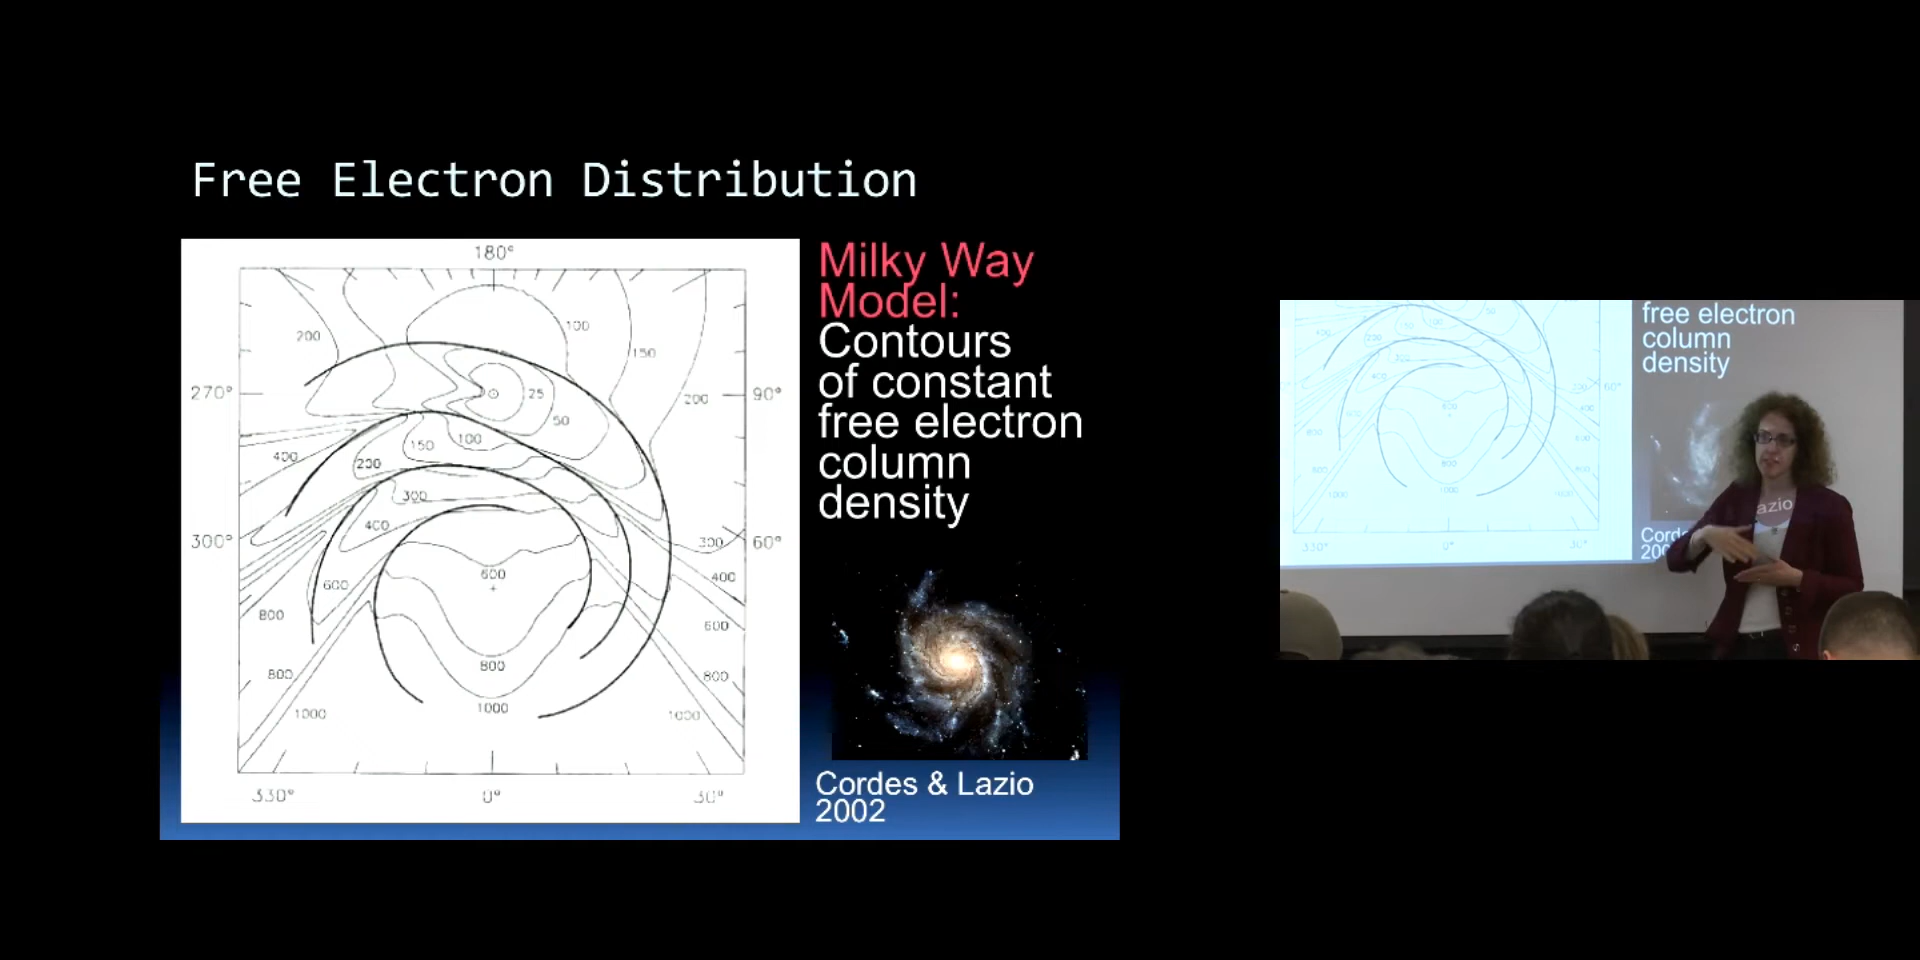 Free Electron Distribution
180°
200
100
150
270°
25
200
90°
50
150
100
400
200
300
400
300°
300
60°
600
600
400
800
600
800
800
800
1000
1000
1000
330°
0°
30°
Milky Way
Model:
Contours
of constant
free electron
column
density
Cordes & Lazio
2002
free electron
column
density
azio